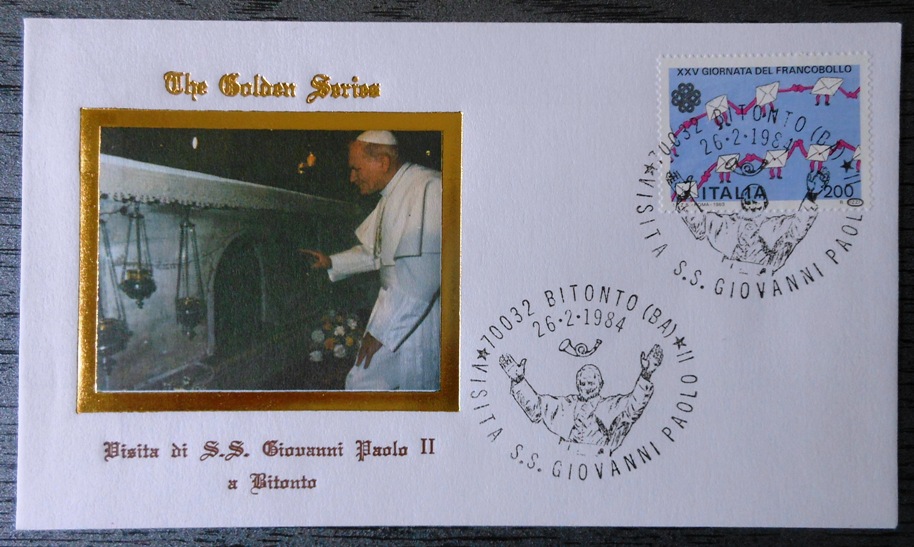 The Golden Series
XXV GIORNATA DEL FRANCOBOLLO
ITALIA 200
70032 BITONTO (BA)
26·2·1984
VISITA S.S. GIOVANNI PAOLO II
70032 BITONTO (BA)
26·2·1984
VISITA S.S. GIOVANNI PAOLO II
Visita di S.S. Giovanni Paolo II
a Bitonto